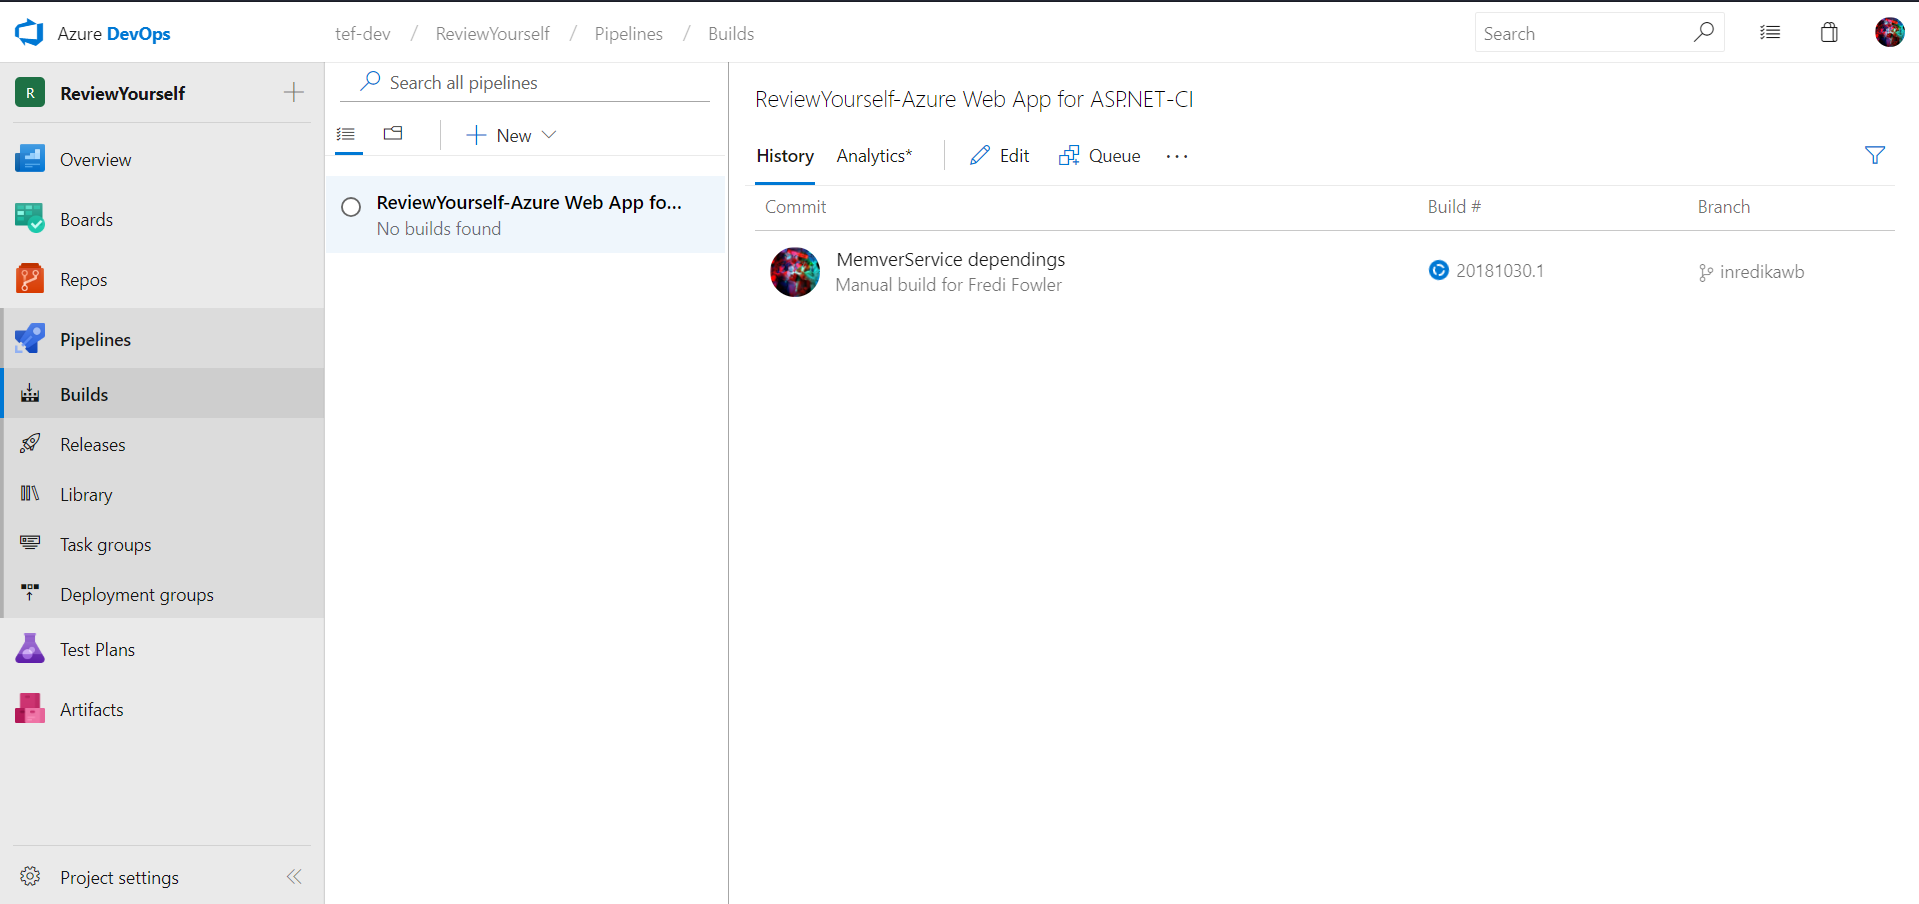 Azure DevOps
tef-dev / ReviewYourself / Pipelines / Builds
Search
R ReviewYourself
Overview
Boards
Repos
Pipelines
Builds
Releases
Library
Task groups
Deployment groups
Test Plans
Artifacts
Project settings
Search all pipelines
New
ReviewYourself-Azure Web App fo...
No builds found
ReviewYourself-Azure Web App for ASP.NET-CI
History Analytics* Edit Queue ...
Commit Build # Branch
MemverService dependings
Manual build for Fredi Fowler
20181030.1
inredikawb